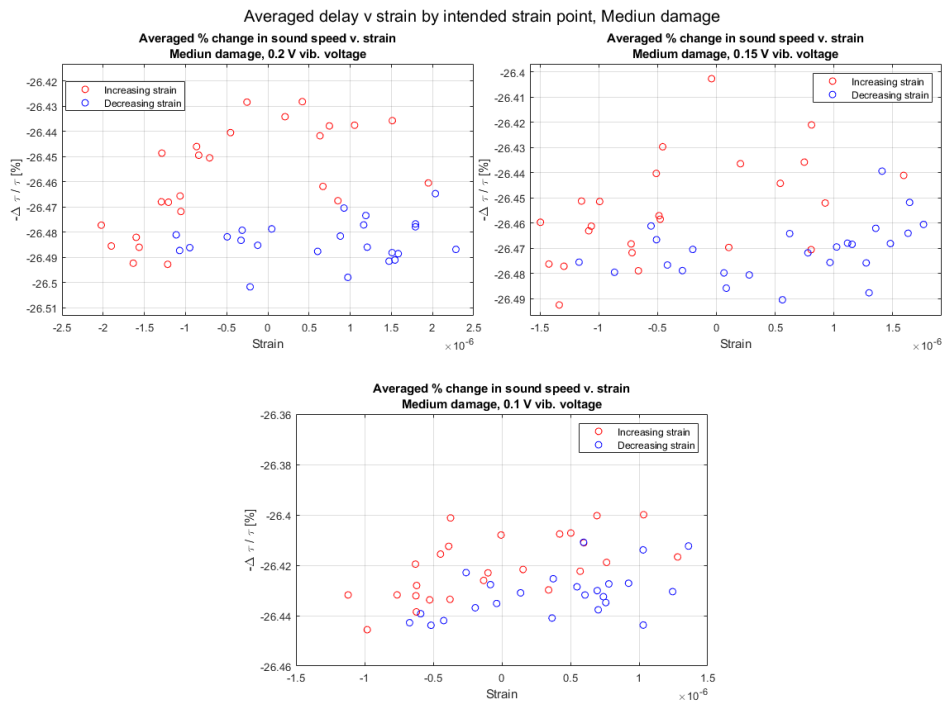 Averaged delay v strain by intended strain point, Mediun damage
Averaged % change in sound speed v. strain
Mediun damage, 0.2 V vib. voltage
-26.42
-26.43
-26.44
-26.45
-26.46
-26.47
-26.48
-26.49
-26.5
-26.51
-Δ τ / τ [%]
Increasing strain
Decreasing strain
-2.5
-2
-1.5
-1
-0.5
0
0.5
1
1.5
2
2.5
Strain
×10^-6
Averaged % change in sound speed v. strain
Medium damage, 0.15 V vib. voltage
-26.4
-26.41
-26.42
-26.43
-26.44
-26.45
-26.46
-26.47
-26.48
-26.49
-Δ τ / τ [%]
Increasing strain
Decreasing strain
-1.5
-1
-0.5
0
0.5
1
1.5
Strain
×10^-6
Averaged % change in sound speed v. strain
Medium damage, 0.1 V vib. voltage
-26.36
-26.38
-26.4
-26.42
-26.44
-26.46
-Δ τ / τ [%]
Increasing strain
Decreasing strain
-1.5
-1
-0.5
0
0.5
1
1.5
Strain
×10^-6